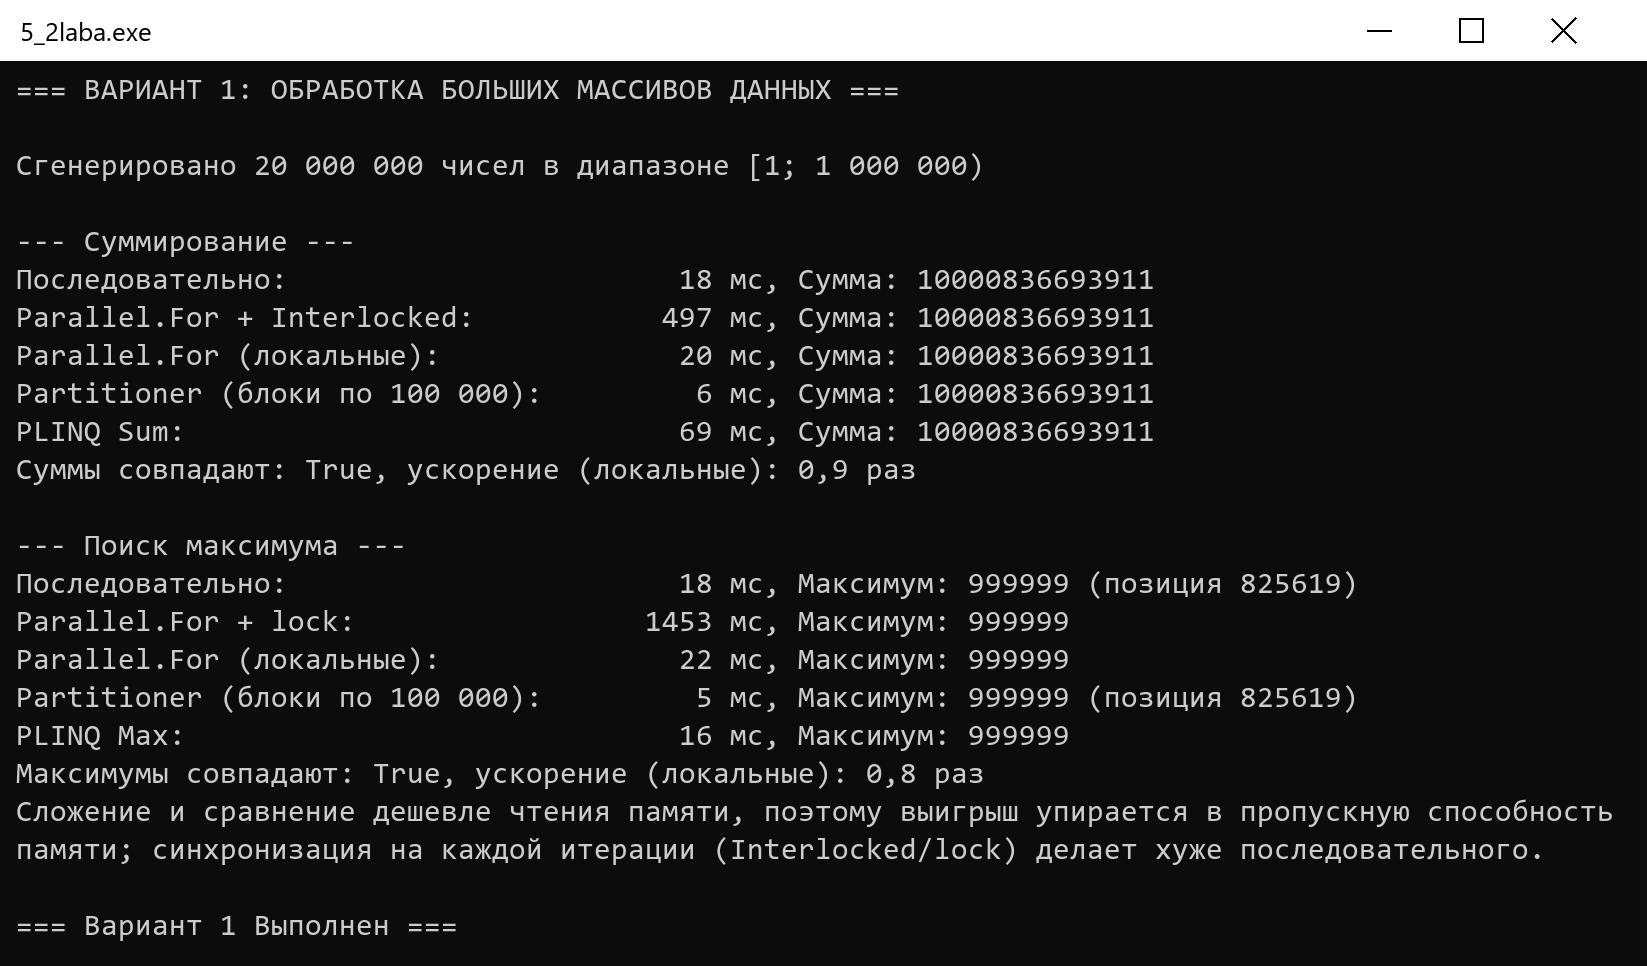 5_2laba.exe
=== ВАРИАНТ 1: ОБРАБОТКА БОЛЬШИХ МАССИВОВ ДАННЫХ ===
Сгенерировано 20 000 000 чисел в диапазоне [1; 1 000 000)
--- Суммирование ---
Последовательно: 18 мс, Сумма: 10000836693911
Parallel.For + Interlocked: 497 мс, Сумма: 10000836693911
Parallel.For (локальные): 20 мс, Сумма: 10000836693911
Partitioner (блоки по 100 000): 6 мс, Сумма: 10000836693911
PLINQ Sum: 69 мс, Сумма: 10000836693911
Суммы совпадают: True, ускорение (локальные): 0,9 раз
--- Поиск максимума ---
Последовательно: 18 мс, Максимум: 999999 (позиция 825619)
Parallel.For + lock: 1453 мс, Максимум: 999999
Parallel.For (локальные): 22 мс, Максимум: 999999
Partitioner (блоки по 100 000): 5 мс, Максимум: 999999 (позиция 825619)
PLINQ Max: 16 мс, Максимум: 999999
Максимумы совпадают: True, ускорение (локальные): 0,8 раз
Сложение и сравнение дешевле чтения памяти, поэтому выигрыш упирается в пропускную способность
памяти; синхронизация на каждой итерации (Interlocked/lock) делает хуже последовательного.
=== Вариант 1 Выполнен ===